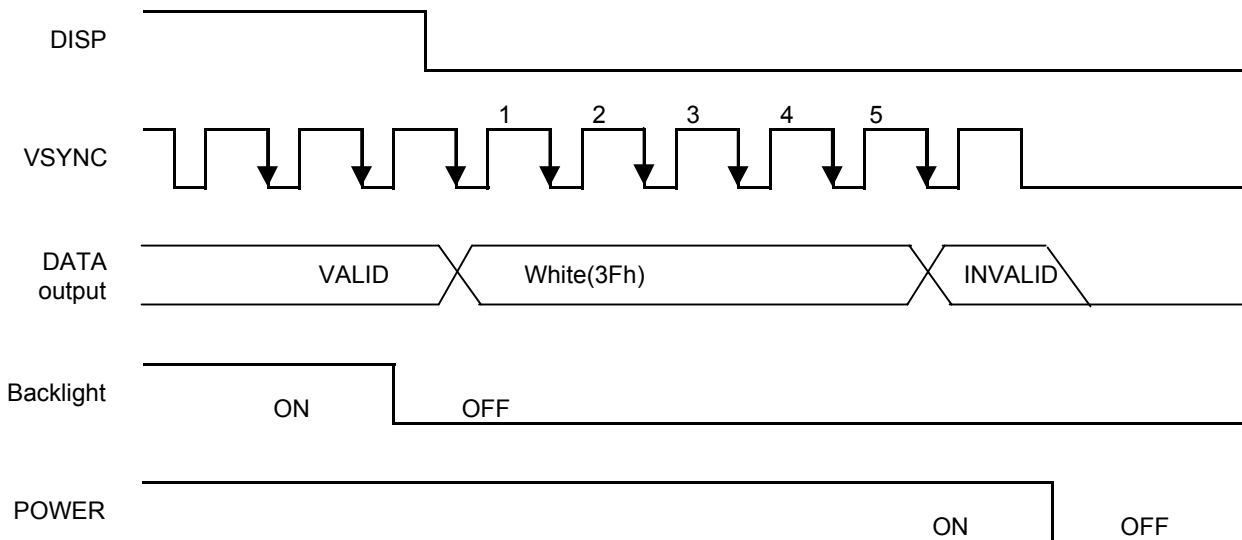 DISP
1 2 3 4 5
VSYNC
DATA
output
VALID White(3Fh) INVALID
Backlight
ON OFF
POWER
ON OFF